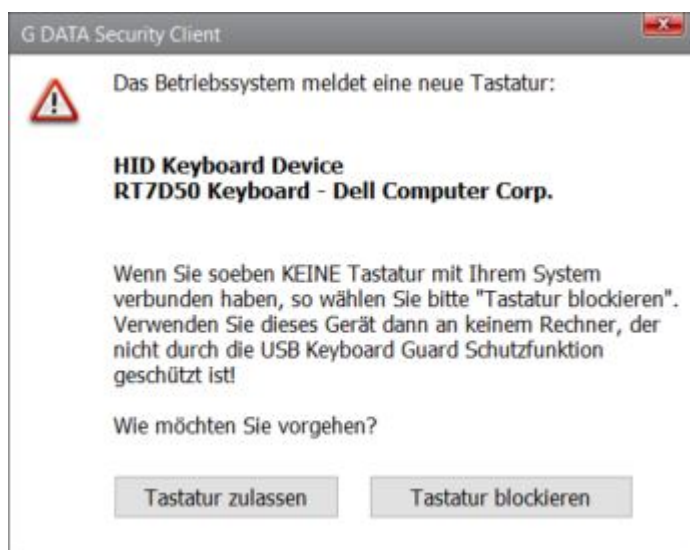 G DATA Security Client
Das Betriebssystem meldet eine neue Tastatur:
HID Keyboard Device
RT7D50 Keyboard - Dell Computer Corp.
Wenn Sie soeben KEINE Tastatur mit Ihrem System
verbunden haben, so wählen Sie bitte "Tastatur blockieren".
Verwenden Sie dieses Gerät dann an keinem Rechner, der
nicht durch die USB Keyboard Guard Schutzfunktion
geschützt ist!
Wie möchten Sie vorgehen?
Tastatur zulassen
Tastatur blockieren